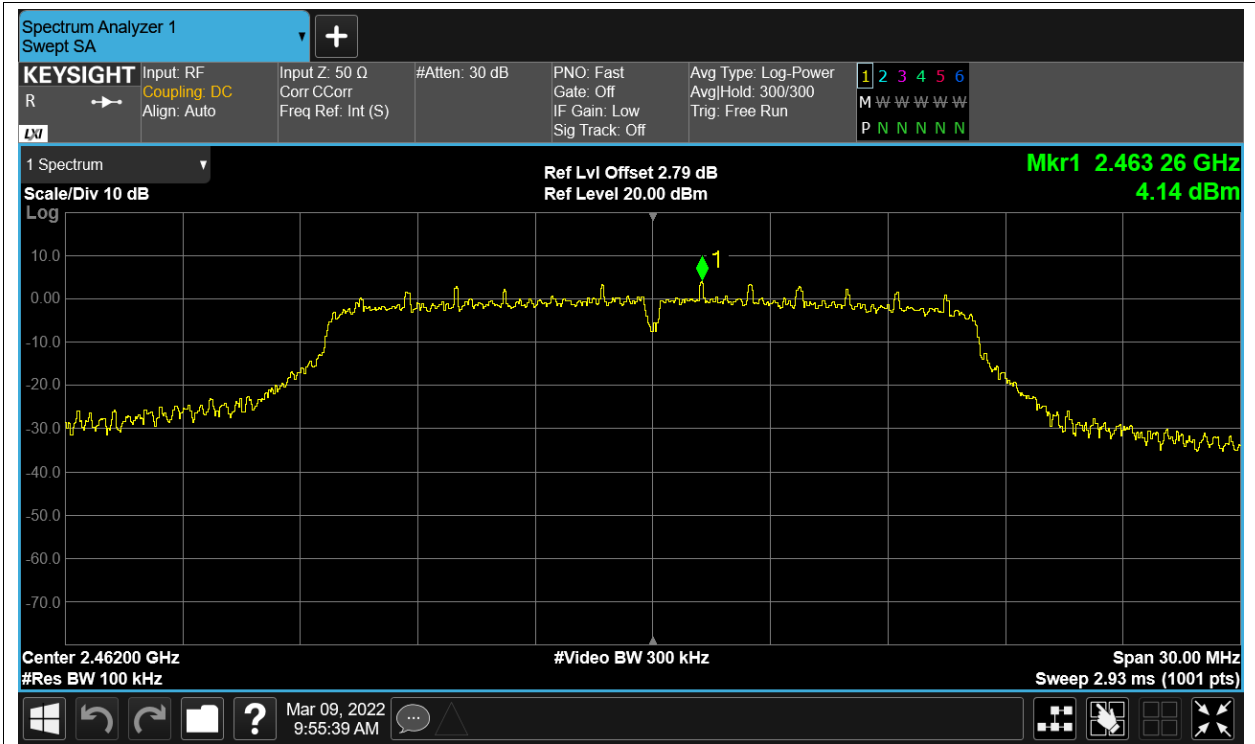 Spectrum Analyzer 1
Swept SA
KEYSIGHT
R
LXI
Input: RF
Coupling: DC
Align: Auto
Input Z: 50 Ω
Corr CCorr
Freq Ref: Int (S)
#Atten: 30 dB
PNO: Fast
Gate: Off
IF Gain: Low
Sig Track: Off
Avg Type: Log-Power
Avg|Hold: 300/300
Trig: Free Run
1 2 3 4 5 6
M W W W W W
P N N N N N
1 Spectrum
Scale/Div 10 dB
Log
Ref Lvl Offset 2.79 dB
Ref Level 20.00 dBm
Mkr1 2.463 26 GHz
4.14 dBm
1
10.0
0.00
-10.0
-20.0
-30.0
-40.0
-50.0
-60.0
-70.0
Center 2.46200 GHz
#Res BW 100 kHz
#Video BW 300 kHz
Span 30.00 MHz
Sweep 2.93 ms (1001 pts)
?
Mar 09, 2022
9:55:39 AM